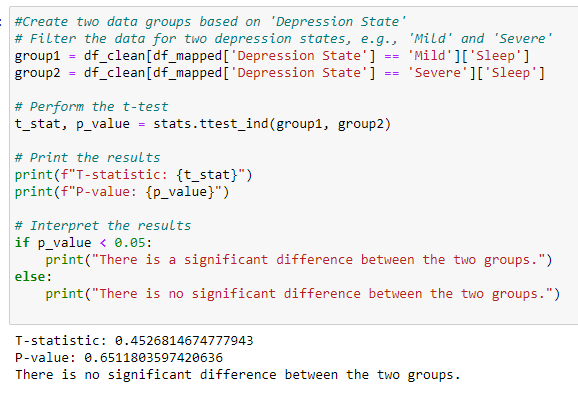 #Create two data groups based on 'Depression State'
# Filter the data for two depression states, e.g., 'Mild' and 'Severe'
group1 = df_clean[df_mapped['Depression State'] == 'Mild']['Sleep']
group2 = df_clean[df_mapped['Depression State'] == 'Severe']['Sleep']
# Perform the t-test
t_stat, p_value = stats.ttest_ind(group1, group2)
# Print the results
print(f"T-statistic: {t_stat}")
print(f"P-value: {p_value}")
# Interpret the results
if p_value < 0.05:
    print("There is a significant difference between the two groups.")
else:
    print("There is no significant difference between the two groups.")
T-statistic: 0.4526814674777943
P-value: 0.6511803597420636
There is no significant difference between the two groups.